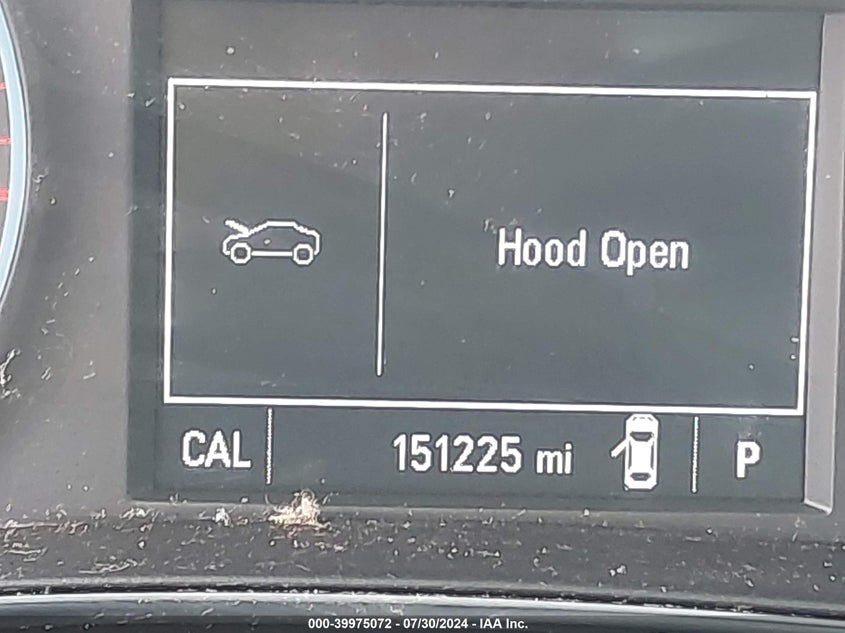 Hood Open
CAL 151225 mi P
000-39975072 - 07/30/2024 - IAA Inc.